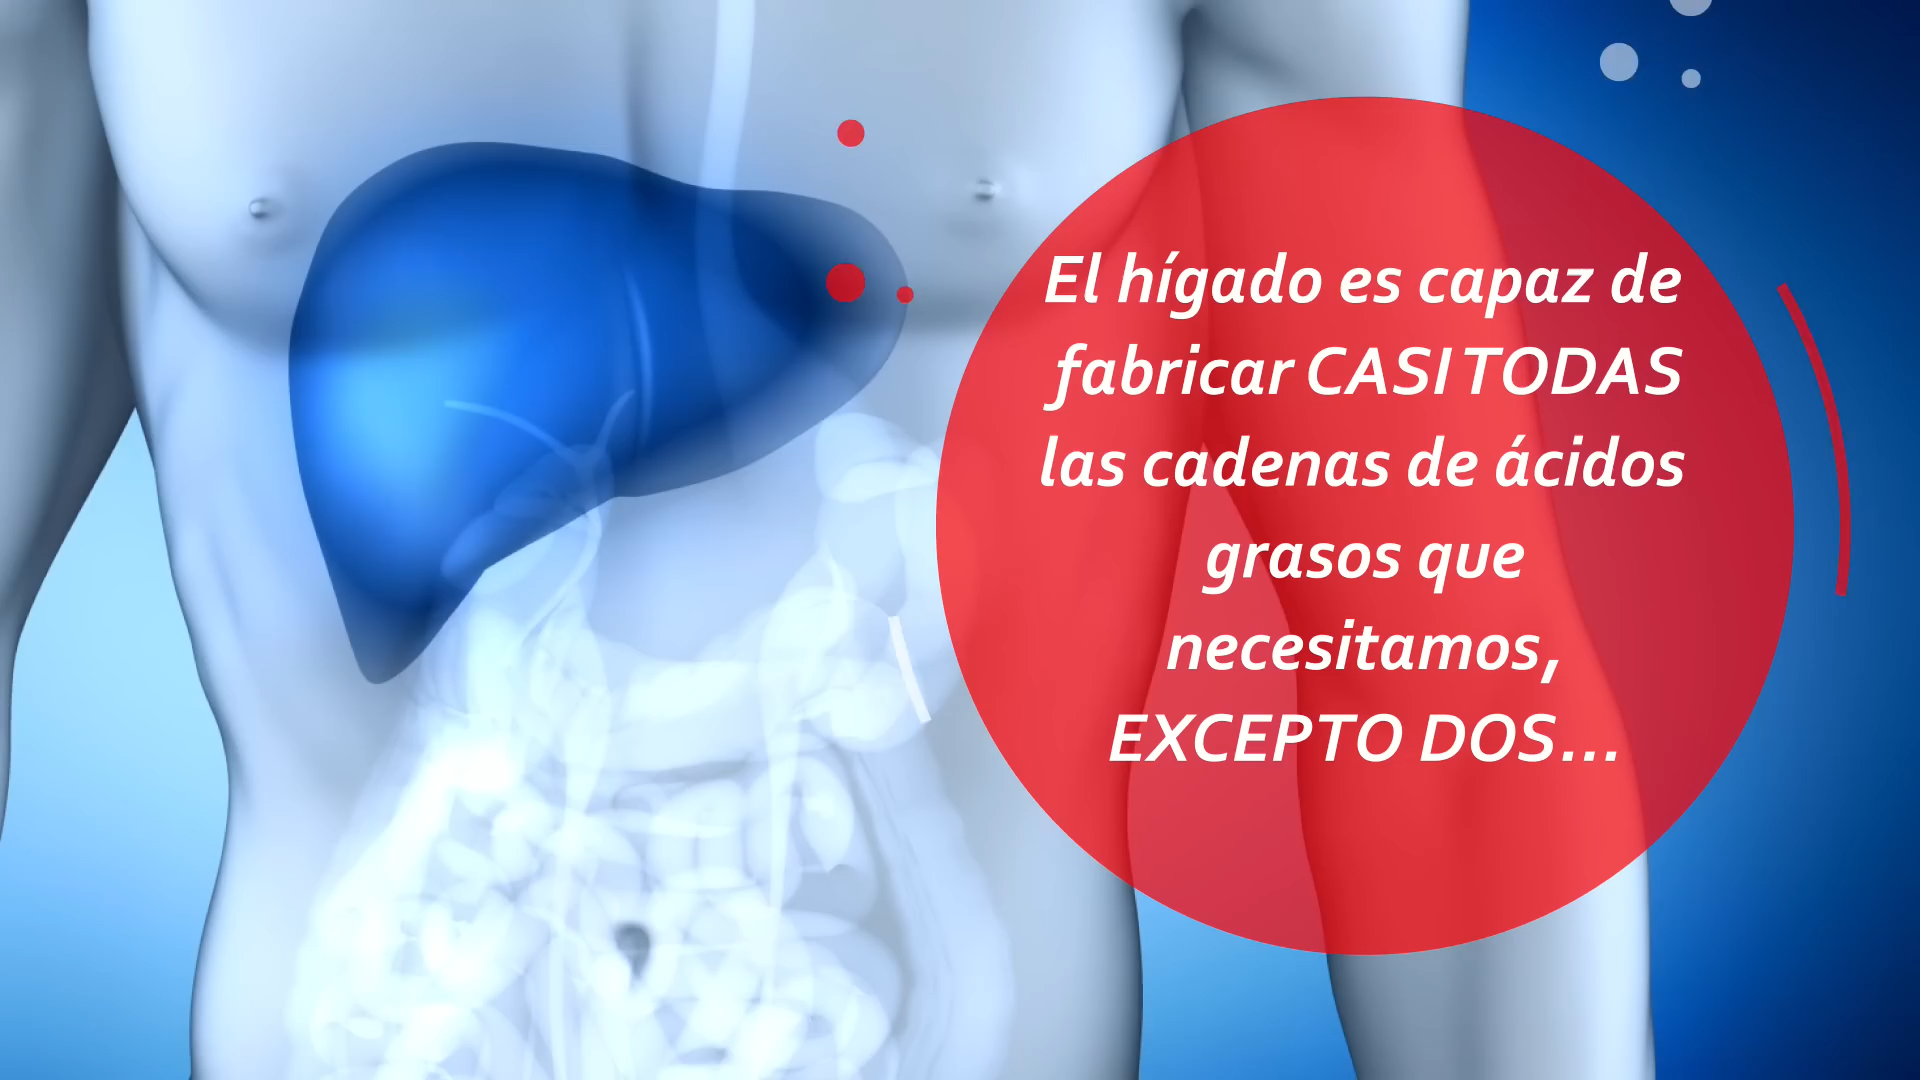 El hígado es capaz de
fabricar CASI TODAS
las cadenas de ácidos
grasos que
necesitamos,
EXCEPTO DOS...